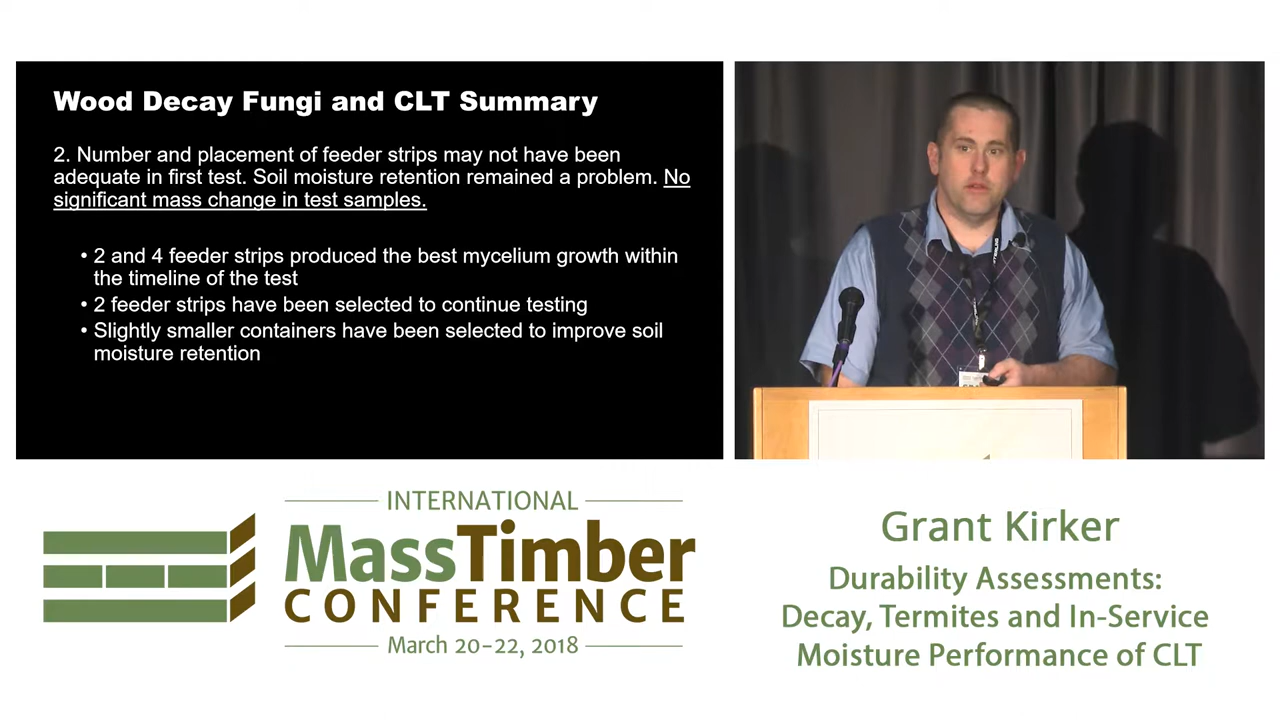 Wood Decay Fungi and CLT Summary
2. Number and placement of feeder strips may not have been
adequate in first test. Soil moisture retention remained a problem. No
significant mass change in test samples.
• 2 and 4 feeder strips produced the best mycelium growth within
the timeline of the test
• 2 feeder strips have been selected to continue testing
• Slightly smaller containers have been selected to improve soil
moisture retention
INTERNATIONAL
MassTimber
CONFERENCE
March 20–22, 2018
Grant Kirker
Durability Assessments:
Decay, Termites and In-Service
Moisture Performance of CLT